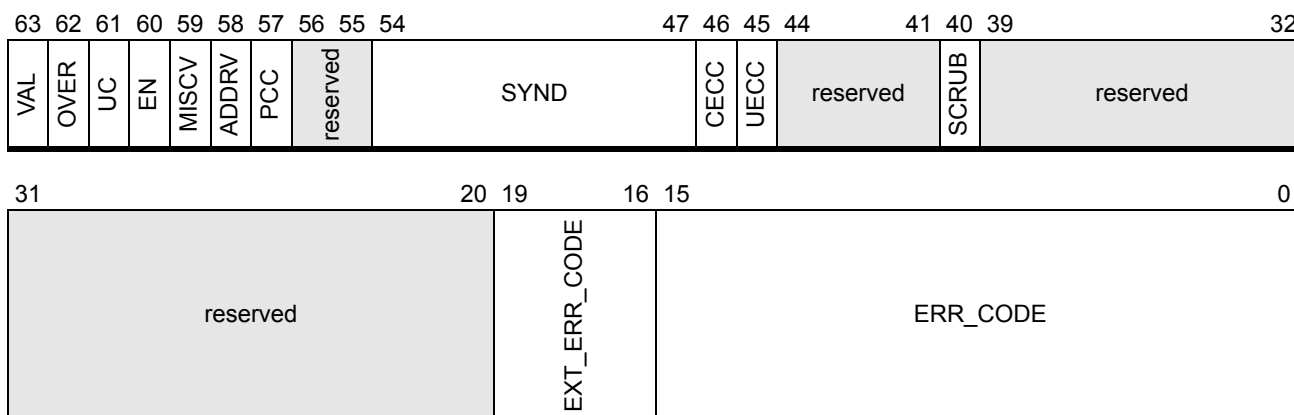 63 62 61 60 59 58 57 56 55 54 47 46 45 44 41 40 39 32
VAL OVER UC EN MISCV ADDRV PCC reserved SYND CECC UECC reserved SCRUB reserved
31 20 19 16 15 0
reserved EXT_ERR_CODE ERR_CODE